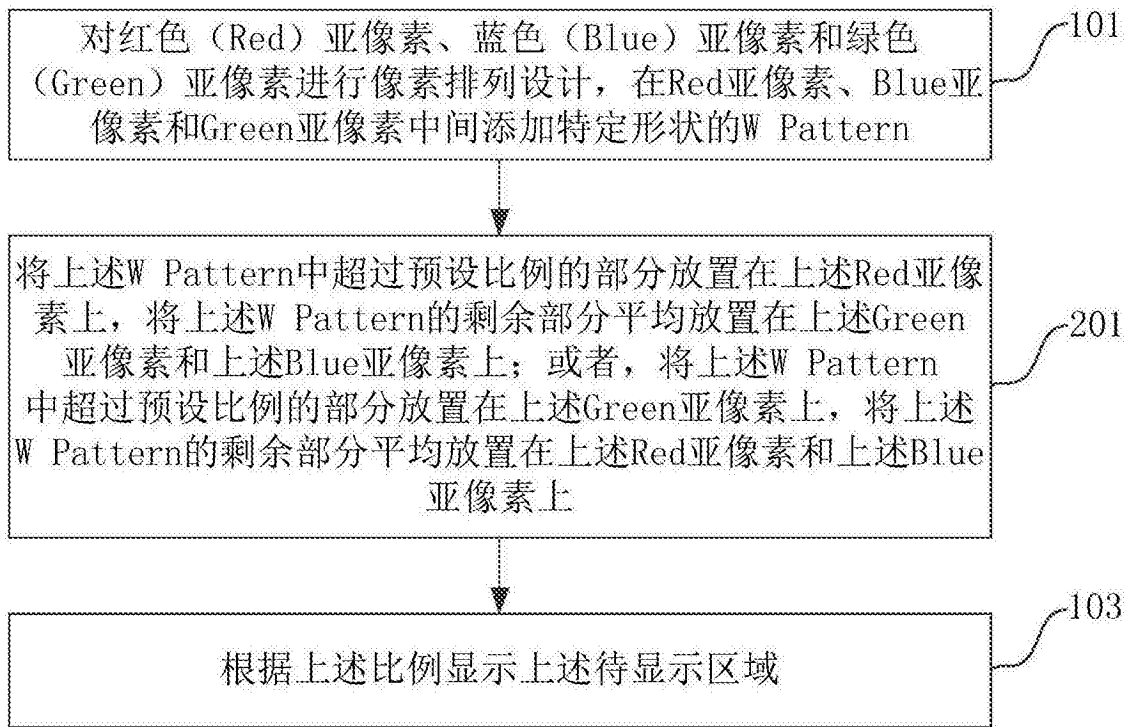 对红色（Red）亚像素、蓝色（Blue）亚像素和绿色
（Green）亚像素进行像素排列设计，在Red亚像素、Blue亚
像素和Green亚像素中间添加特定形状的W Pattern
101
将上述W Pattern中超过预设比例的部分放置在上述Red亚像
素上，将上述W Pattern的剩余部分平均放置在上述Green
亚像素和上述Blue亚像素上；或者，将上述W Pattern
中超过预设比例的部分放置在上述Green亚像素上，将上述
W Pattern的剩余部分平均放置在上述Red亚像素和上述Blue
亚像素上
201
根据上述比例显示上述待显示区域
103